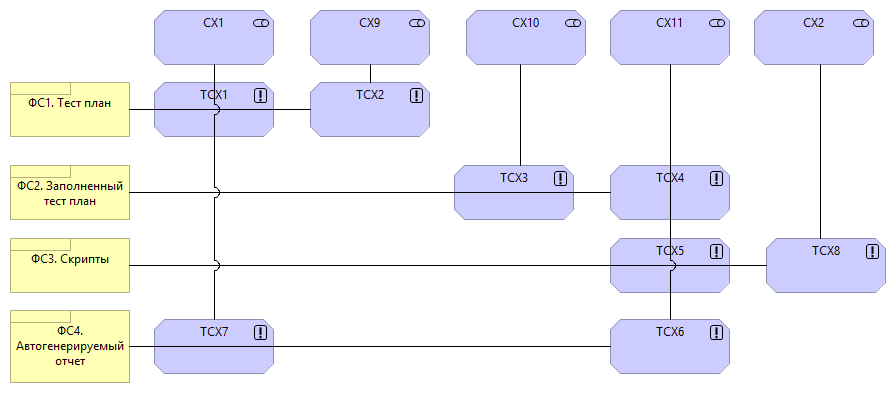 СХ1
СХ9
СХ10
СХ11
СХ2
ФС1. Тест план
ТСХ1
ТСХ2
ФС2. Заполненный
тест план
ТСХ3
ТСХ4
ФС3. Скрипты
ТСХ5
ТСХ8
ФС4.
Автогенерируемый
отчет
ТСХ7
ТСХ6